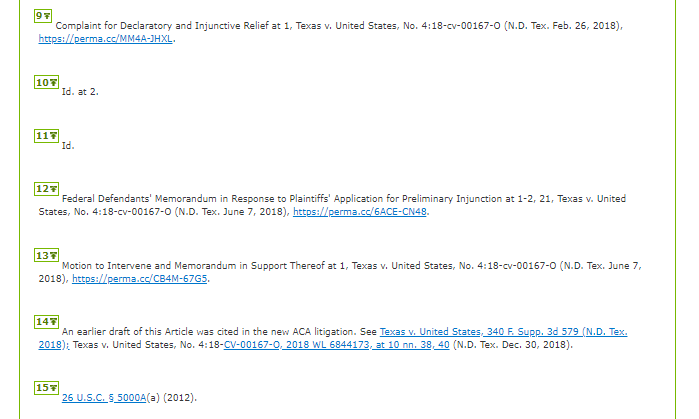 9
Complaint for Declaratory and Injunctive Relief at 1, Texas v. United States, No. 4:18-cv-00167-O (N.D. Tex. Feb. 26, 2018),
https://perma.cc/MM4A-JHXL.
10
Id. at 2.
11
Id.
12
Federal Defendants' Memorandum in Response to Plaintiffs' Application for Preliminary Injunction at 1-2, 21, Texas v. United
States, No. 4:18-cv-00167-O (N.D. Tex. June 7, 2018), https://perma.cc/6ACE-CN48.
13
Motion to Intervene and Memorandum in Support Thereof at 1, Texas v. United States, No. 4:18-cv-00167-O (N.D. Tex. June 7,
2018), https://perma.cc/CB4M-67G5.
14
An earlier draft of this Article was cited in the new ACA litigation. See Texas v. United States, 340 F. Supp. 3d 579 (N.D. Tex.
2018); Texas v. United States, No. 4:18-CV-00167-O, 2018 WL 6844173, at 10 nn. 38, 40 (N.D. Tex. Dec. 30, 2018).
15
26 U.S.C. § 5000A(a) (2012).